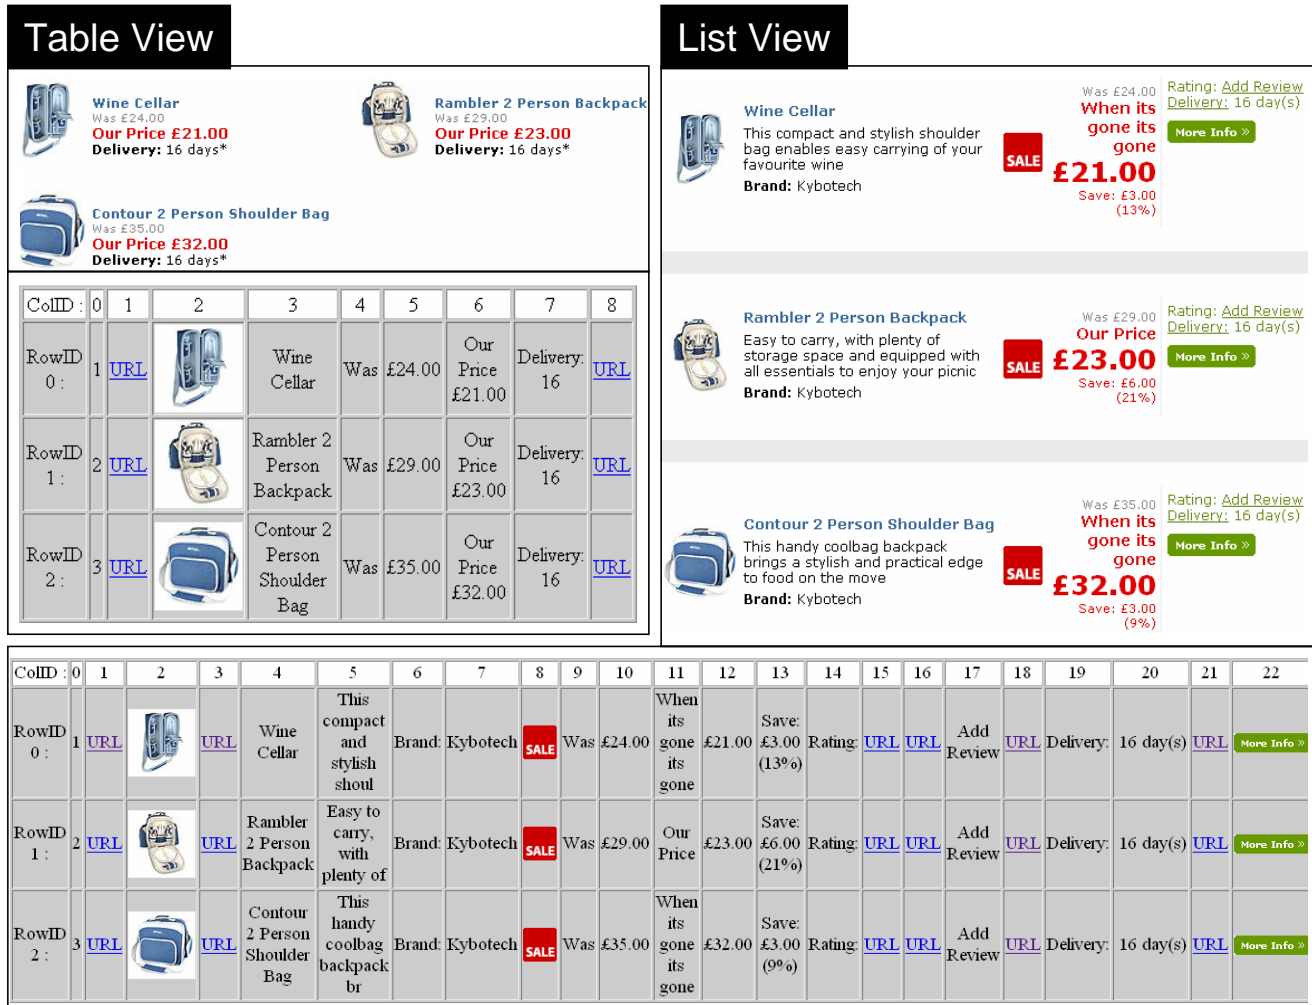 Table View
Wine Cellar
Was £24.00
Our Price £21.00
Delivery: 16 days*
Rambler 2 Person Backpack
Was £29.00
Our Price £23.00
Delivery: 16 days*
Contour 2 Person Shoulder Bag
Was £35.00
Our Price £32.00
Delivery: 16 days*
ColID : 0 1 2 3 4 5 6 7 8
RowID 0 : 1 URL Wine Cellar Was £24.00 Our Price £21.00 Delivery: 16 URL
RowID 1 : 2 URL Rambler 2 Person Backpack Was £29.00 Our Price £23.00 Delivery: 16 URL
RowID 2 : 3 URL Contour 2 Person Shoulder Bag Was £35.00 Our Price £32.00 Delivery: 16 URL
List View
Wine Cellar
This compact and stylish shoulder
bag enables easy carrying of your
favourite wine
Brand: Kybotech
SALE
Was £24.00
When its
gone its
gone
£21.00
Save: £3.00
(13%)
Rating: Add Review
Delivery: 16 day(s)
More Info »
Rambler 2 Person Backpack
Easy to carry, with plenty of
storage space and equipped with
all essentials to enjoy your picnic
Brand: Kybotech
SALE
Was £29.00
Our Price
£23.00
Save: £6.00
(21%)
Rating: Add Review
Delivery: 16 day(s)
More Info »
Contour 2 Person Shoulder Bag
This handy coolbag backpack
brings a stylish and practical edge
to food on the move
Brand: Kybotech
SALE
Was £35.00
When its
gone its
gone
£32.00
Save: £3.00
(9%)
Rating: Add Review
Delivery: 16 day(s)
More Info »
ColID : 0 1 2 3 4 5 6 7 8 9 10 11 12 13 14 15 16 17 18 19 20 21 22
RowID 0 : 1 URL URL Wine Cellar This compact and stylish shoul Brand: Kybotech SALE Was £24.00 When its gone its gone £21.00 Save: £3.00 (13%) Rating: URL URL Add Review URL Delivery: 16 day(s) URL More Info »
RowID 1 : 2 URL URL Rambler 2 Person Backpack Easy to carry, with plenty of Brand: Kybotech SALE Was £29.00 Our Price £23.00 Save: £6.00 (21%) Rating: URL URL Add Review URL Delivery: 16 day(s) URL More Info »
RowID 2 : 3 URL URL Contour 2 Person Shoulder Bag This handy coolbag backpack br Brand: Kybotech SALE Was £35.00 When its gone its gone £32.00 Save: £3.00 (9%) Rating: URL URL Add Review URL Delivery: 16 day(s) URL More Info »